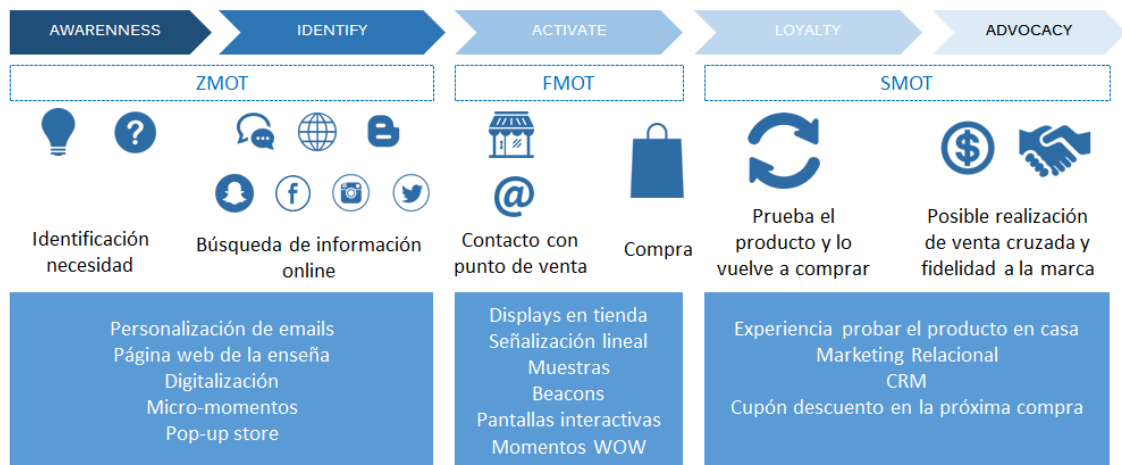 AWARENNESS
IDENTIFY
ACTIVATE
LOYALTY
ADVOCACY
ZMOT
FMOT
SMOT
Identificación
necesidad
Búsqueda de información
online
Contacto con
punto de venta
Compra
Prueba el
producto y lo
vuelve a comprar
Posible realización
de venta cruzada y
fidelidad a la marca
Personalización de emails
Página web de la enseña
Digitalización
Micro-momentos
Pop-up store
Displays en tienda
Señalización lineal
Muestras
Beacons
Pantallas interactivas
Momentos WOW
Experiencia probar el producto en casa
Marketing Relacional
CRM
Cupón descuento en la próxima compra